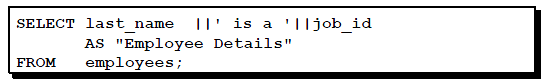 SELECT last_name  ||' is a '||job_id
       AS "Employee Details"
FROM   employees;